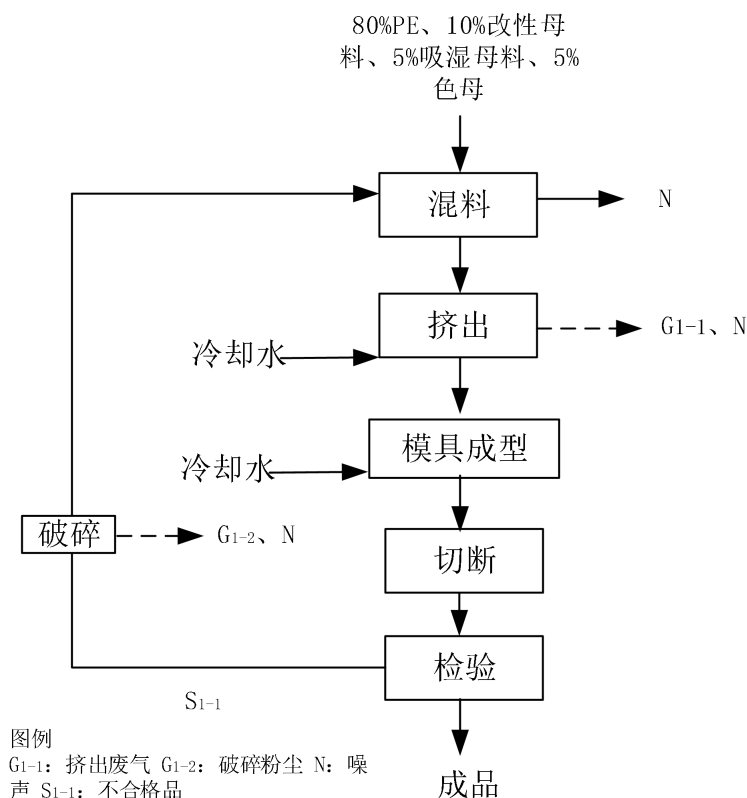 80%PE、10%改性母
料、5%吸湿母料、5%
色母
混料
N
挤出
G1-1、N
冷却水
模具成型
冷却水
破碎
G1-2、N
切断
检验
S1-1
成品
图例
G1-1：挤出废气 G1-2：破碎粉尘 N：噪
声 S1-1：不合格品